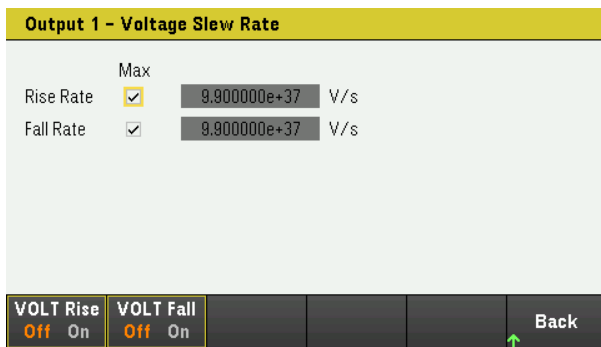 Output 1 – Voltage Slew Rate
Max
Rise Rate 9.900000e+37 V/s
Fall Rate 9.900000e+37 V/s
VOLT Rise VOLT Fall
Off On Off On Back